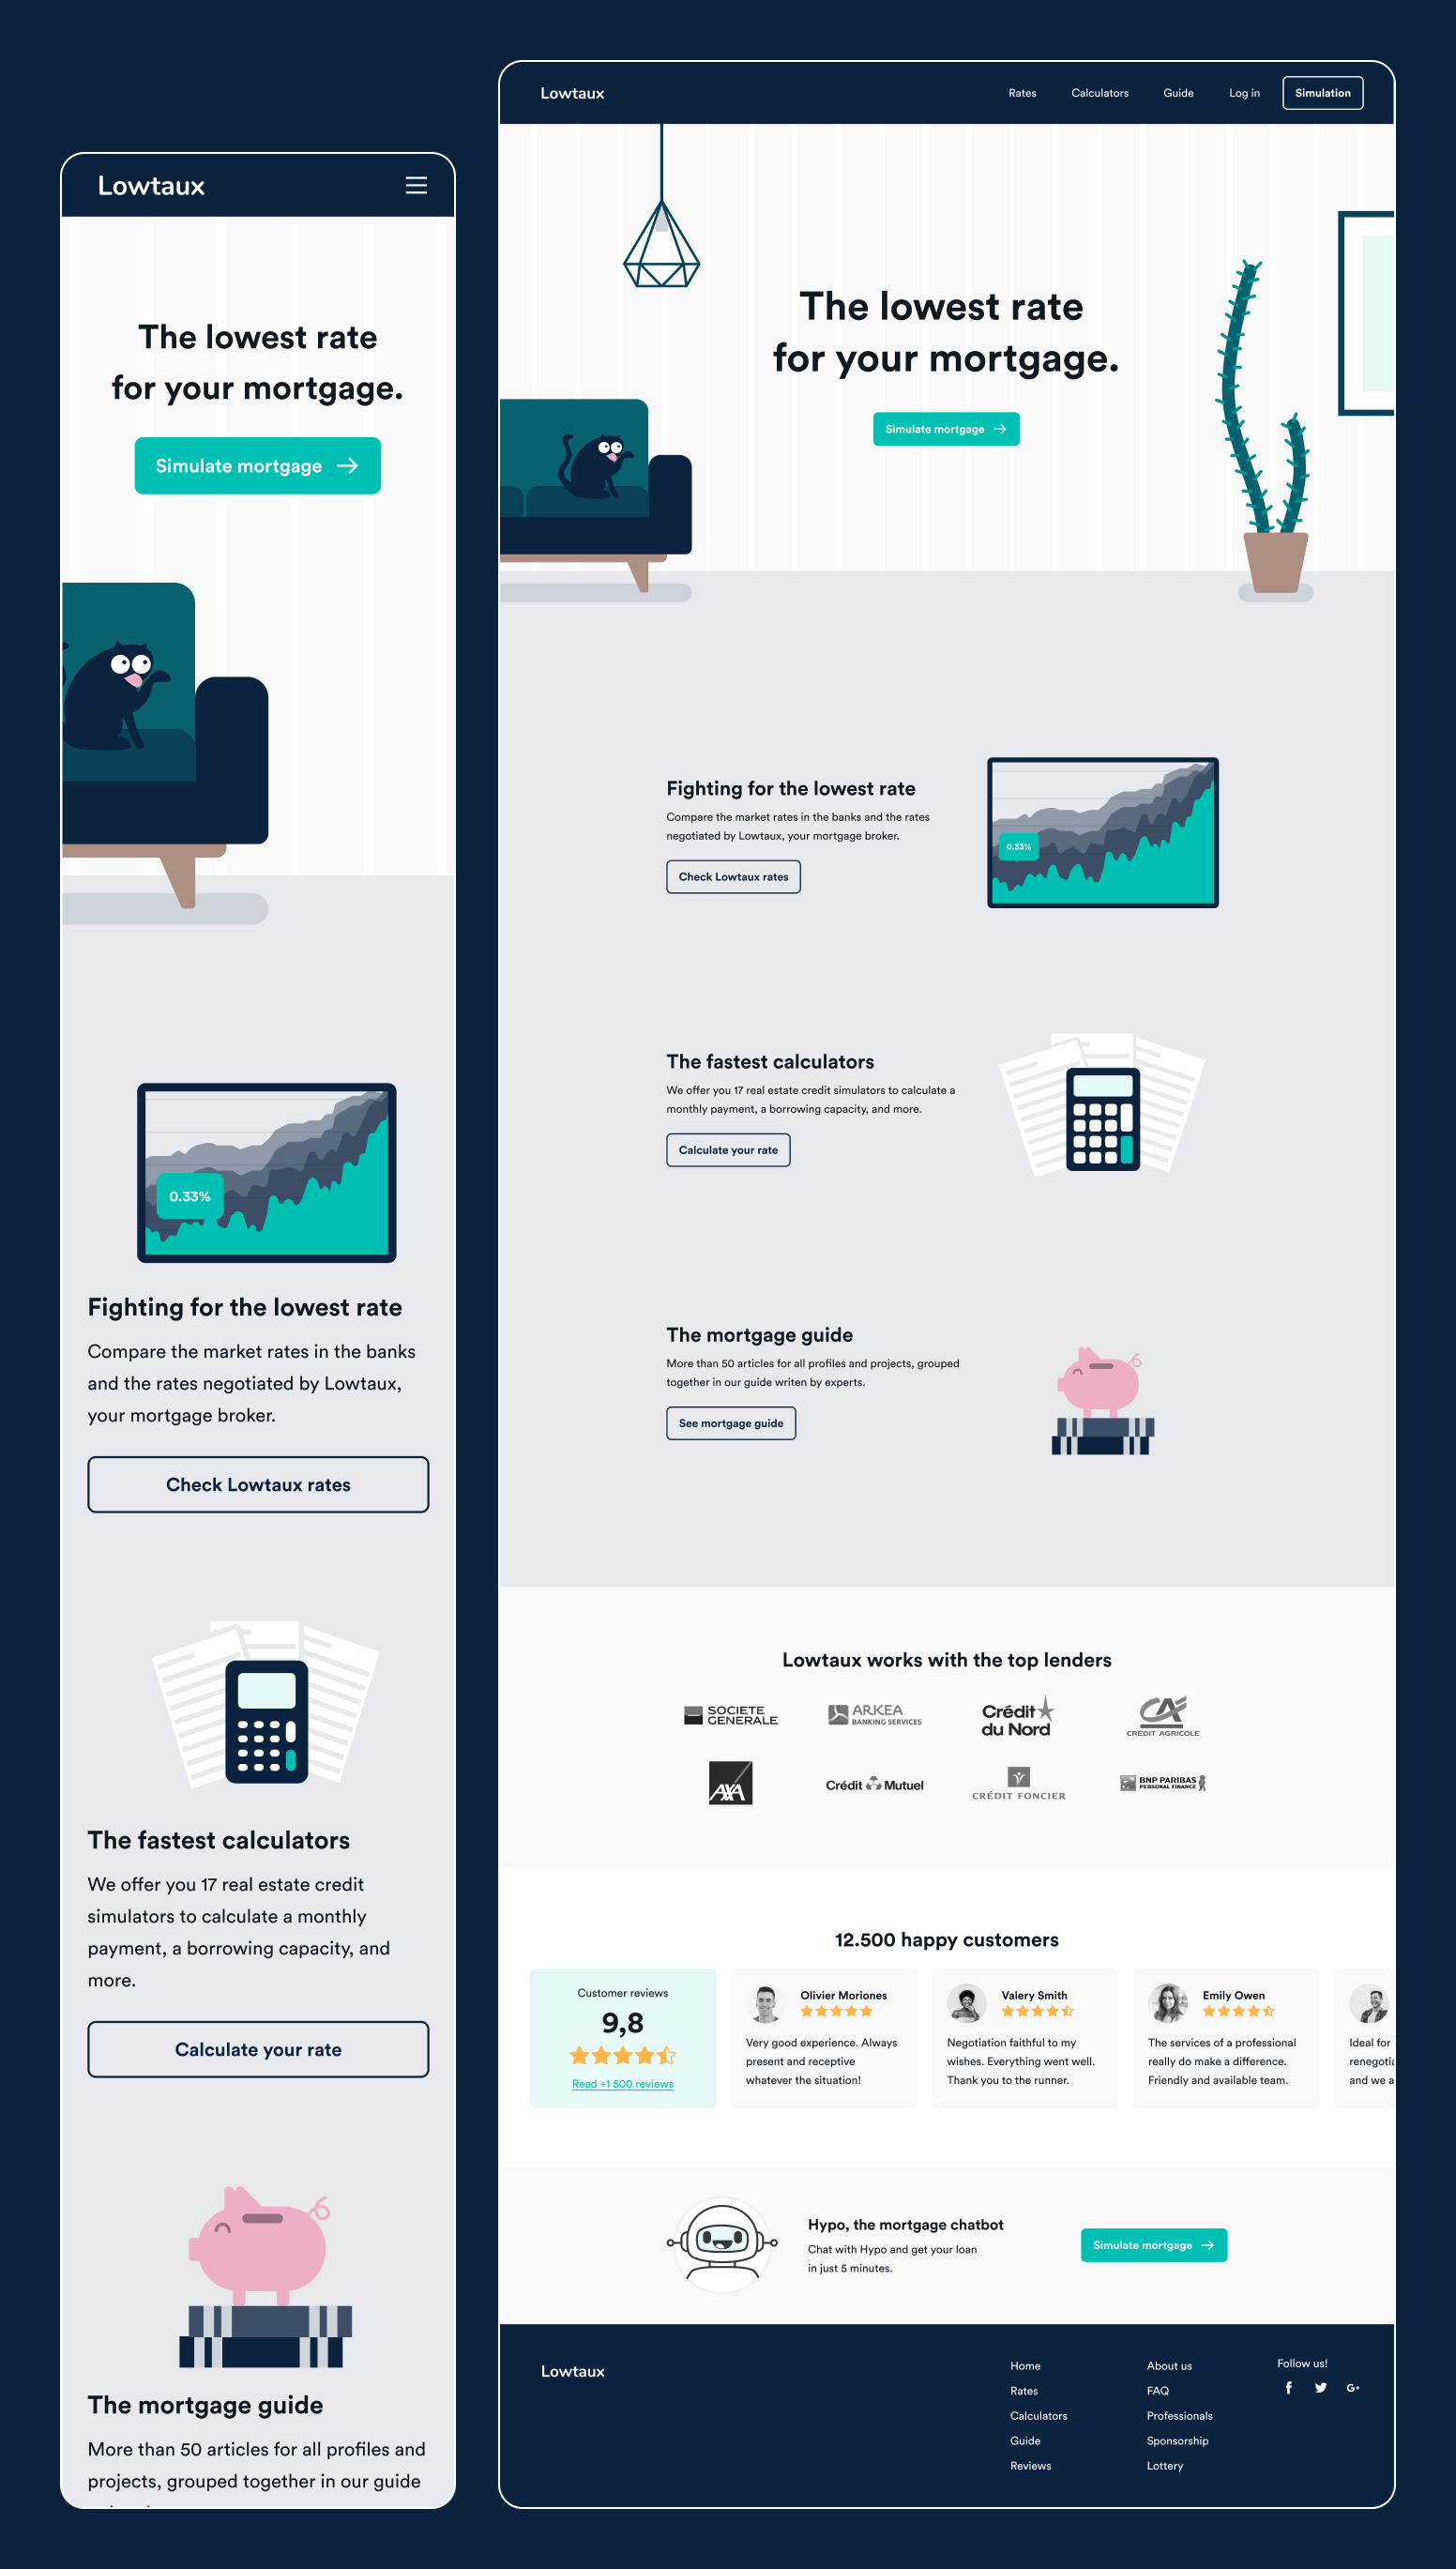 Lowtaux
The lowest rate
for your mortgage.
Simulate mortgage
0.33%
Fighting for the lowest rate
Compare the market rates in the banks
and the rates negotiated by Lowtaux,
your mortgage broker.
Check Lowtaux rates
The fastest calculators
We offer you 17 real estate credit
simulators to calculate a monthly
payment, a borrowing capacity, and
more.
Calculate your rate
The mortgage guide
More than 50 articles for all profiles and
projects, grouped together in our guide
Lowtaux
Rates
Calculators
Guide
Log in
Simulation
The lowest rate
for your mortgage.
Simulate mortgage
Fighting for the lowest rate
Compare the market rates in the banks and the rates
negotiated by Lowtaux, your mortgage broker.
Check Lowtaux rates
0.33%
The fastest calculators
We offer you 17 real estate credit simulators to calculate a
monthly payment, a borrowing capacity, and more.
Calculate your rate
The mortgage guide
More than 50 articles for all profiles and projects, grouped
together in our guide writen by experts.
See mortgage guide
Lowtaux works with the top lenders
SOCIETE
GENERALE
ARKEA
BANKING SERVICES
Crédit
du Nord
CA
CRÉDIT AGRICOLE
AXA
Crédit Mutuel
CRÉDIT FONCIER
BNP PARIBAS
PERSONAL FINANCE
12.500 happy customers
Customer reviews
9,8
Read +1 500 reviews
Olivier Moriones
Very good experience. Always
present and receptive
whatever the situation!
Valery Smith
Negotiation faithful to my
wishes. Everything went well.
Thank you to the runner.
Emily Owen
The services of a professional
really do make a difference.
Friendly and available team.
Ideal for
renegotia
and we a
Hypo, the mortgage chatbot
Chat with Hypo and get your loan
in just 5 minutes.
Simulate mortgage
Lowtaux
Home
Rates
Calculators
Guide
Reviews
About us
FAQ
Professionals
Sponsorship
Lottery
Follow us!
f
G+